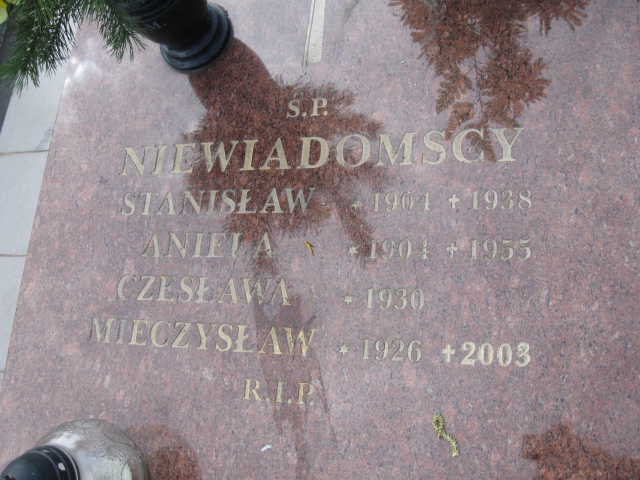 Ś.P.
NIEWIADOMSCY
STANISŁAW * 1904 + 1938
ANIELA * 1904 + 1955
CZESŁAWA * 1930
MIECZYSŁAW * 1926 + 2003
R.I.P.